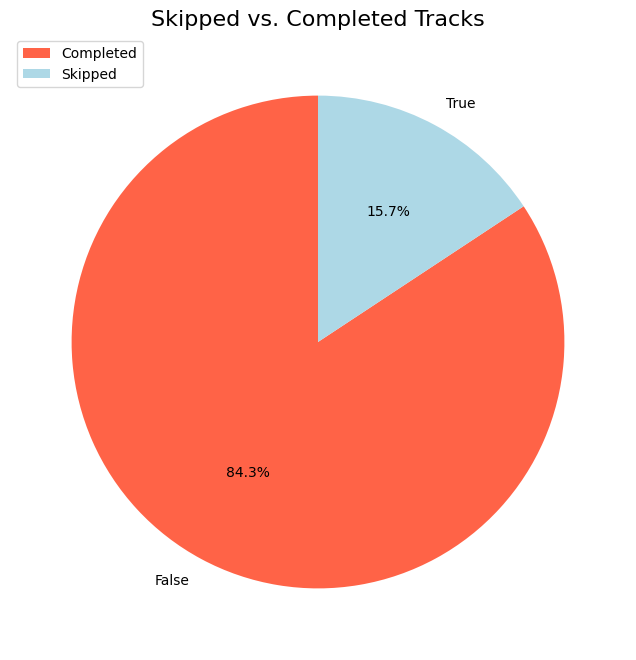 Skipped vs. Completed Tracks
Completed
Skipped
True
15.7%
84.3%
False